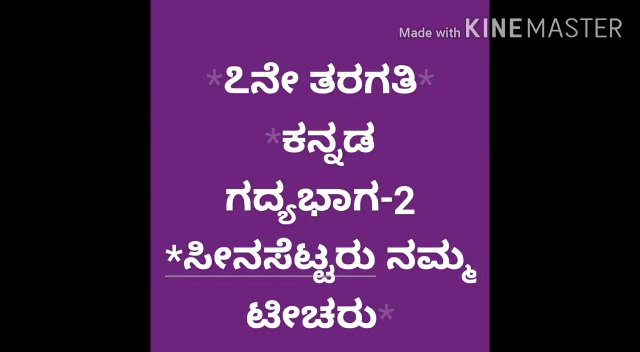 Made with KINEMASTER
*೭ನೇ ತರಗತಿ*
*ಕನ್ನಡ
ಗದ್ಯಭಾಗ-2
*ಸೀನಸೆಟ್ಟರು ನಮ್ಮ
ಟೀಚರು*